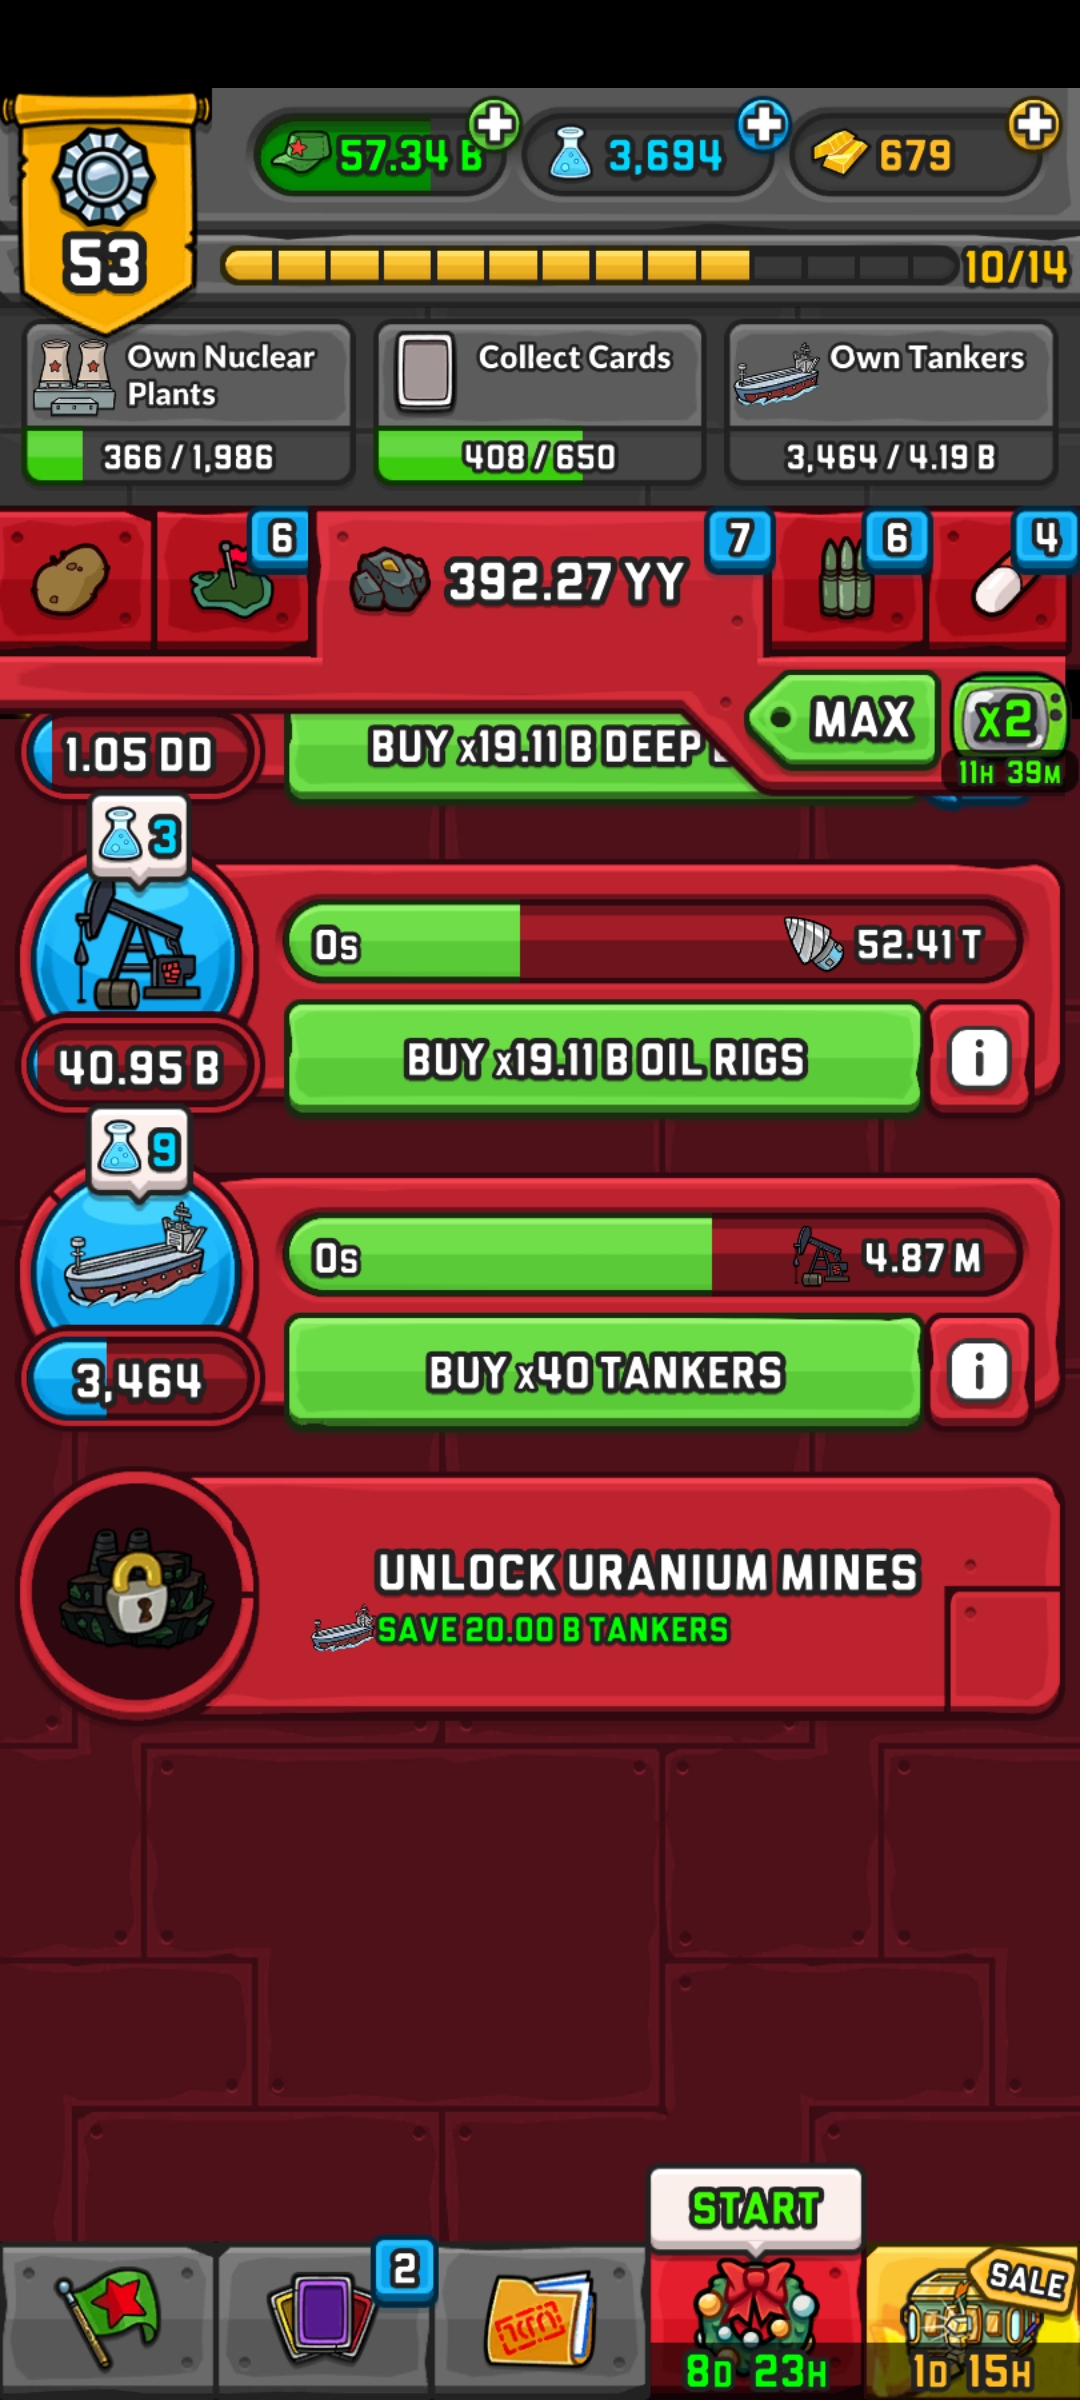 57.34 B
3,694
679
53
10/14
Own Nuclear
Plants
Collect Cards
Own Tankers
366 / 1,986
408 / 650
3,464 / 4.19 B
6
7
6
4
392.27 YY
MAX
x2
11H 39M
1.05 DD
BUY x19.11 B DEEP
3
0s
52.41 T
40.95 B
BUY x19.11 B OIL RIGS
i
9
0s
4.87 M
3,464
BUY x40 TANKERS
i
UNLOCK URANIUM MINES
SAVE 20.00 B TANKERS
START
2
SALE
8D 23H
1D 15H